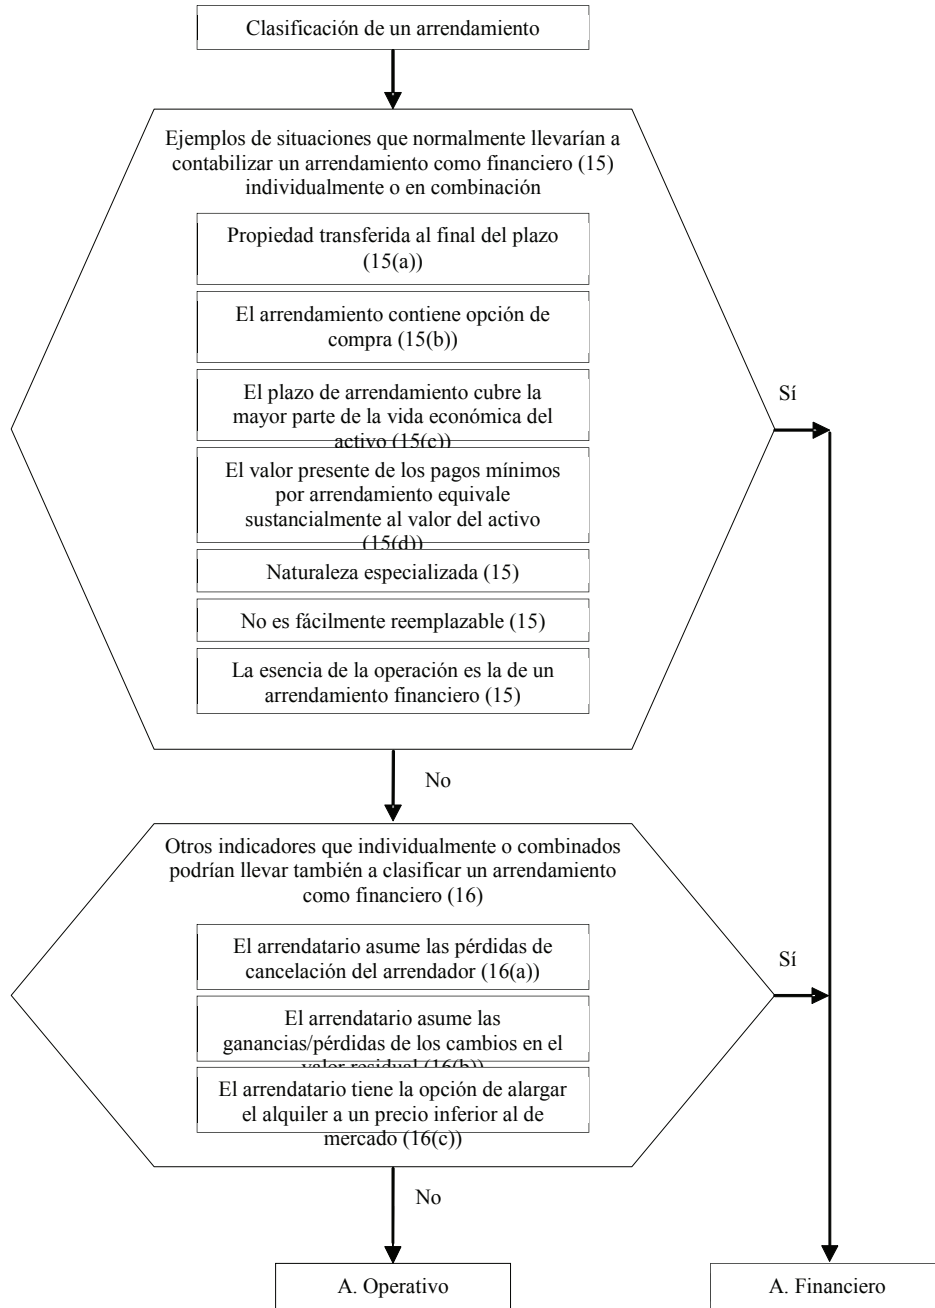 Clasificación de un arrendamiento
Ejemplos de situaciones que normalmente llevarían a
contabilizar un arrendamiento como financiero (15)
individualmente o en combinación
Propiedad transferida al final del plazo
(15(a))
El arrendamiento contiene opción de
compra (15(b))
El plazo de arrendamiento cubre la
mayor parte de la vida económica del
activo (15(c))
Sí
El valor presente de los pagos mínimos
por arrendamiento equivale
sustancialmente al valor del activo
(15(d))
Naturaleza especializada (15)
No es fácilmente reemplazable (15)
La esencia de la operación es la de un
arrendamiento financiero (15)
No
Otros indicadores que individualmente o combinados
podrían llevar también a clasificar un arrendamiento
como financiero (16)
El arrendatario asume las pérdidas de
cancelación del arrendador (16(a))
Sí
El arrendatario asume las
ganancias/pérdidas de los cambios en el
valor residual (16(b))
El arrendatario tiene la opción de alargar
el alquiler a un precio inferior al de
mercado (16(c))
No
A. Operativo
A. Financiero